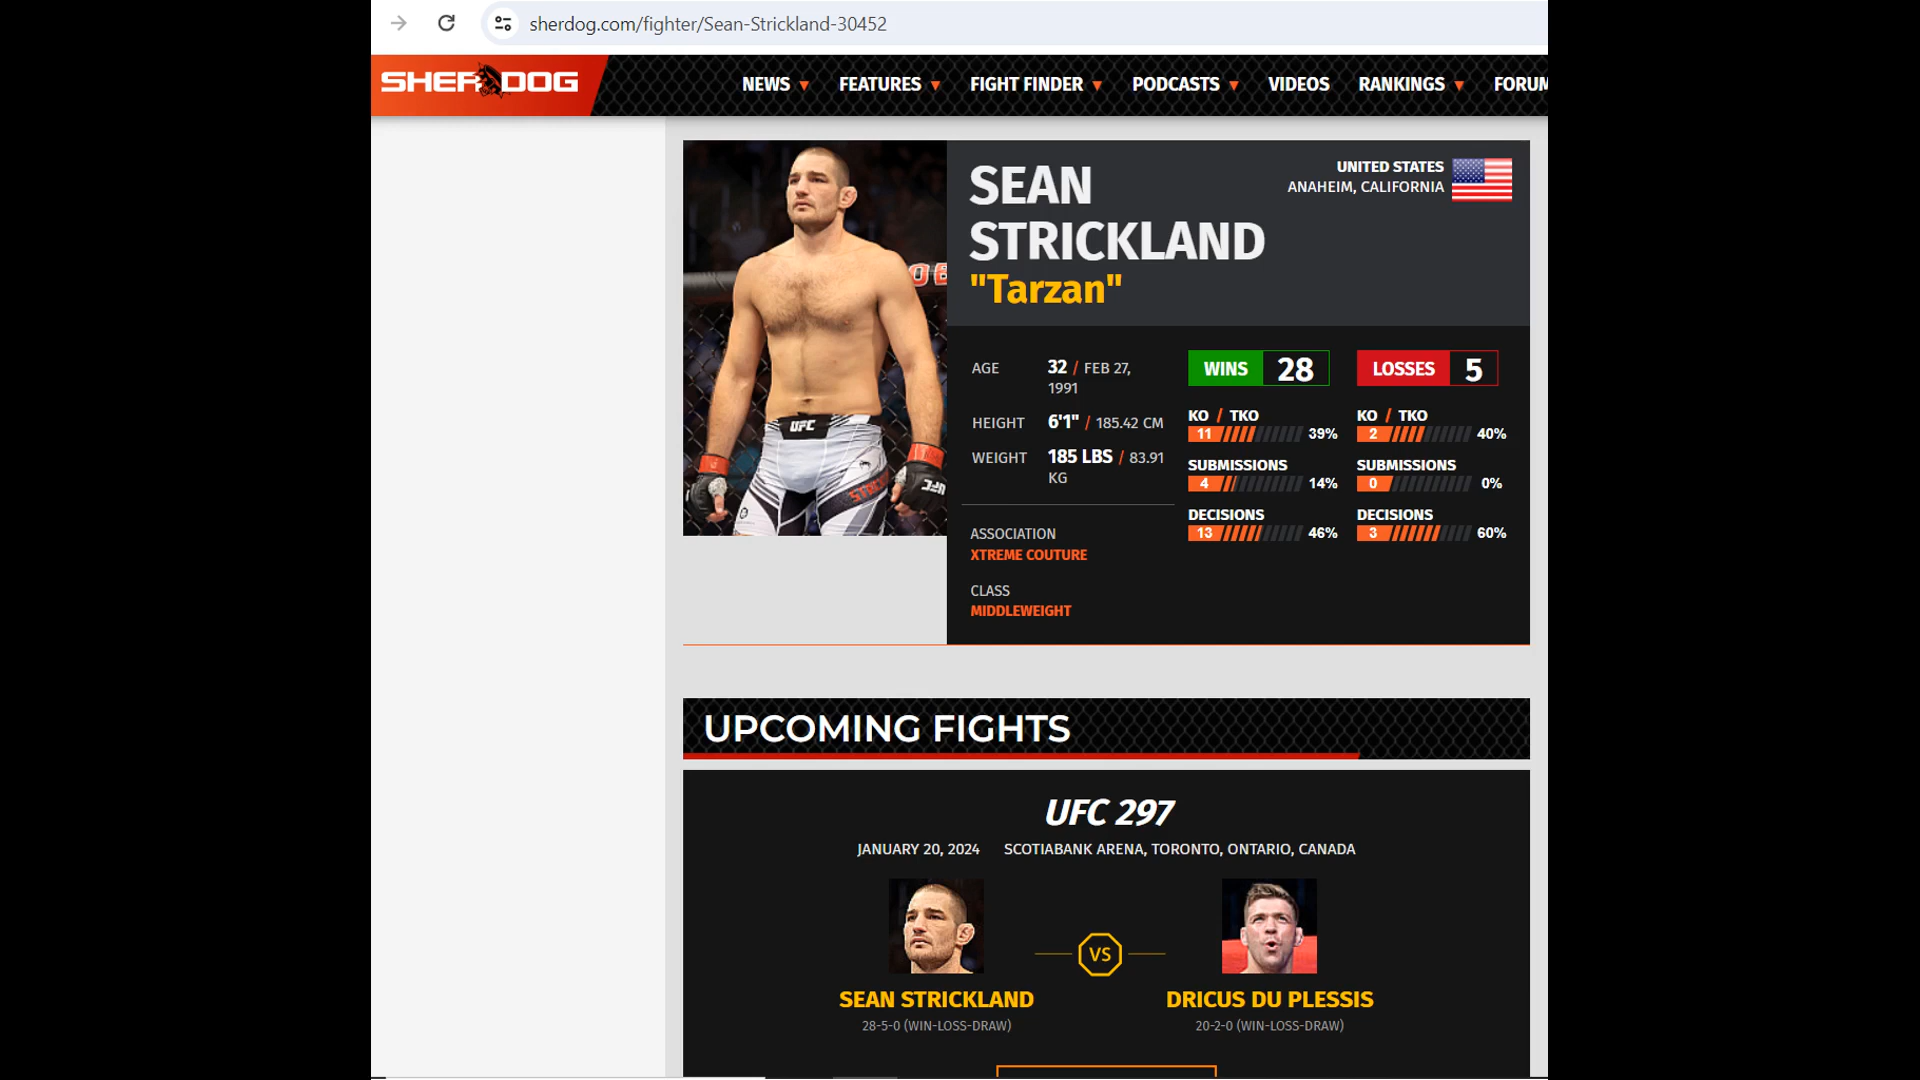 sherdog.com/fighter/Sean-Strickland-30452
SHERDOG
NEWS ▼ FEATURES ▼ FIGHT FINDER ▼ PODCASTS ▼ VIDEOS RANKINGS ▼ FORUM
SEAN
STRICKLAND
"Tarzan"
UNITED STATES
ANAHEIM, CALIFORNIA
UFC
AGE 32 / FEB 27,
1991
HEIGHT 6'1" / 185.42 CM
WEIGHT 185 LBS / 83.91
KG
ASSOCIATION
XTREME COUTURE
CLASS
MIDDLEWEIGHT
WINS 28
KO / TKO
11 39%
SUBMISSIONS
4 14%
DECISIONS
13 46%
LOSSES 5
KO / TKO
2 40%
SUBMISSIONS
0 0%
DECISIONS
3 60%
UPCOMING FIGHTS
UFC 297
JANUARY 20, 2024 SCOTIABANK ARENA, TORONTO, ONTARIO, CANADA
VS
SEAN STRICKLAND DRICUS DU PLESSIS
28-5-0 (WIN-LOSS-DRAW) 20-2-0 (WIN-LOSS-DRAW)